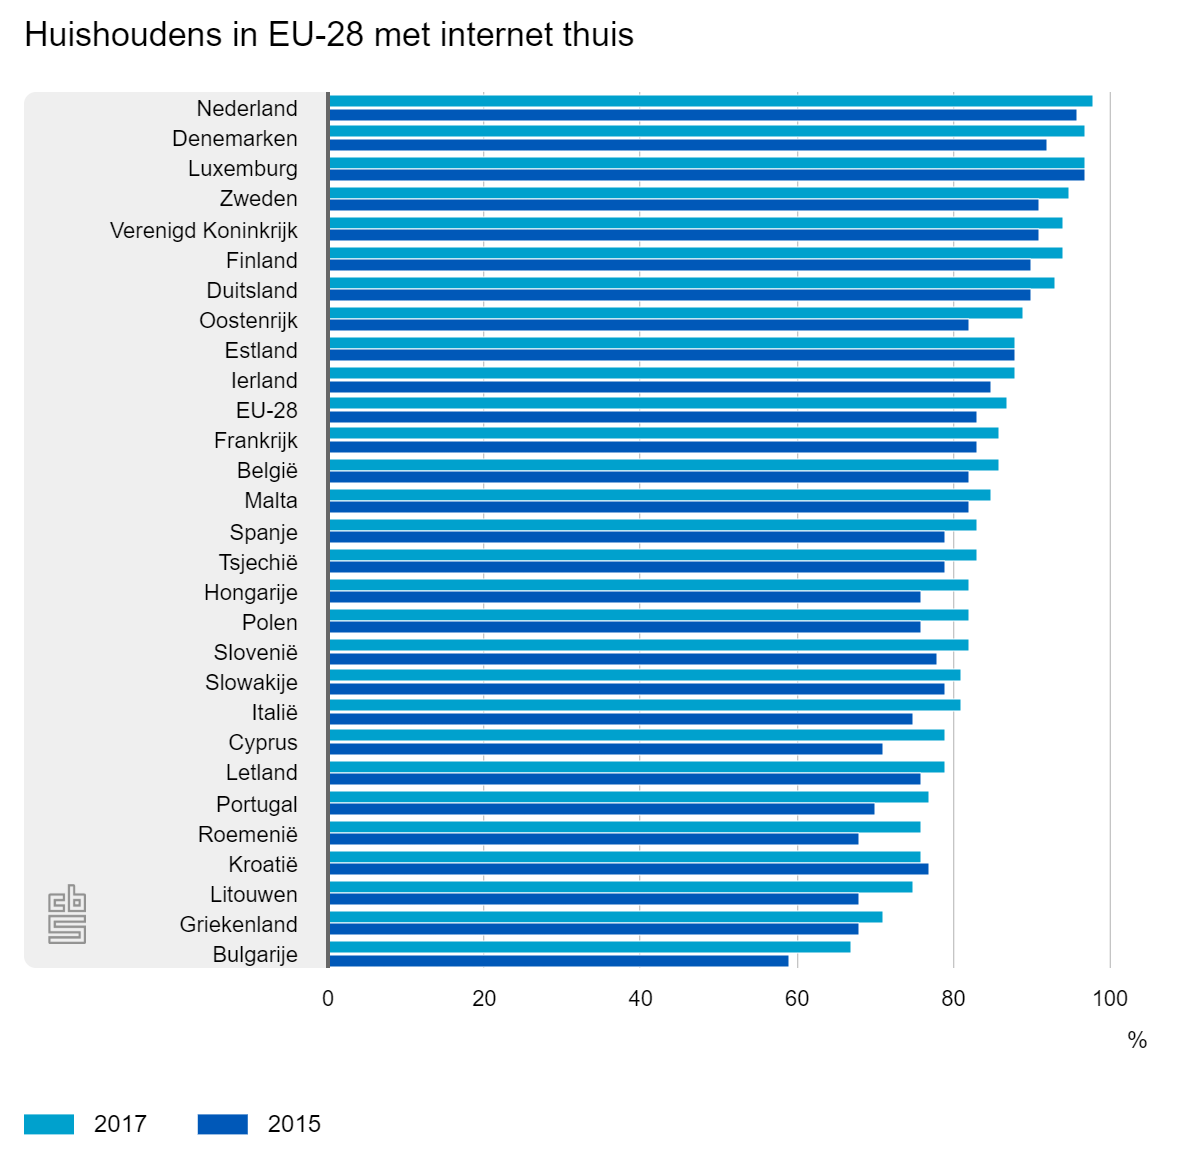 Huishoudens in EU-28 met internet thuis
Nederland
Denemarken
Luxemburg
Zweden
Verenigd Koninkrijk
Finland
Duitsland
Oostenrijk
Estland
Ierland
EU-28
Frankrijk
België
Malta
Spanje
Tsjechië
Hongarije
Polen
Slovenië
Slowakije
Italië
Cyprus
Letland
Portugal
Roemenië
Kroatië
Litouwen
Griekenland
Bulgarije
cbs
0 20 40 60 80 100
%
2017 2015